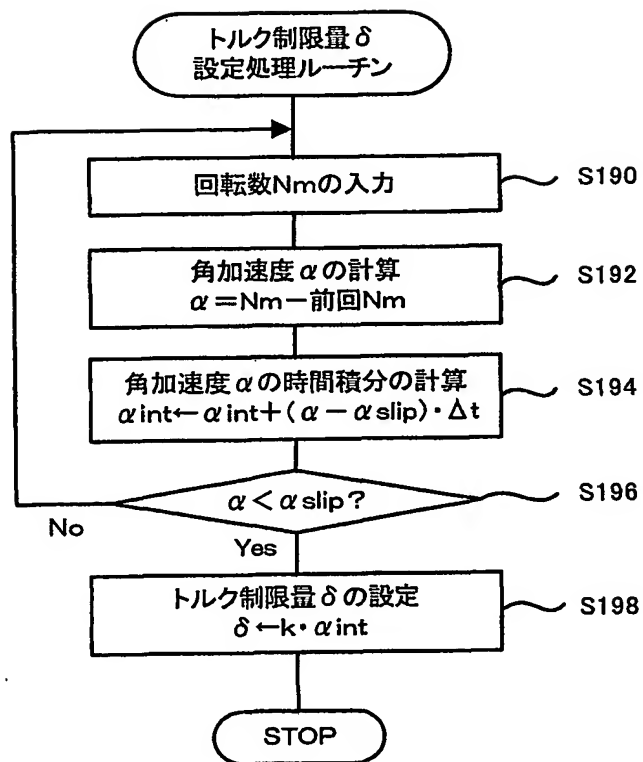 トルク制限量δ
設定処理ルーチン
回転数Nmの入力
S190
角加速度αの計算
α=Nm-前回Nm
S192
角加速度αの時間積分の計算
αint←αint+(α-αslip)・Δt
S194
α<αslip?
S196
No
Yes
トルク制限量δの設定
δ←k・αint
S198
STOP